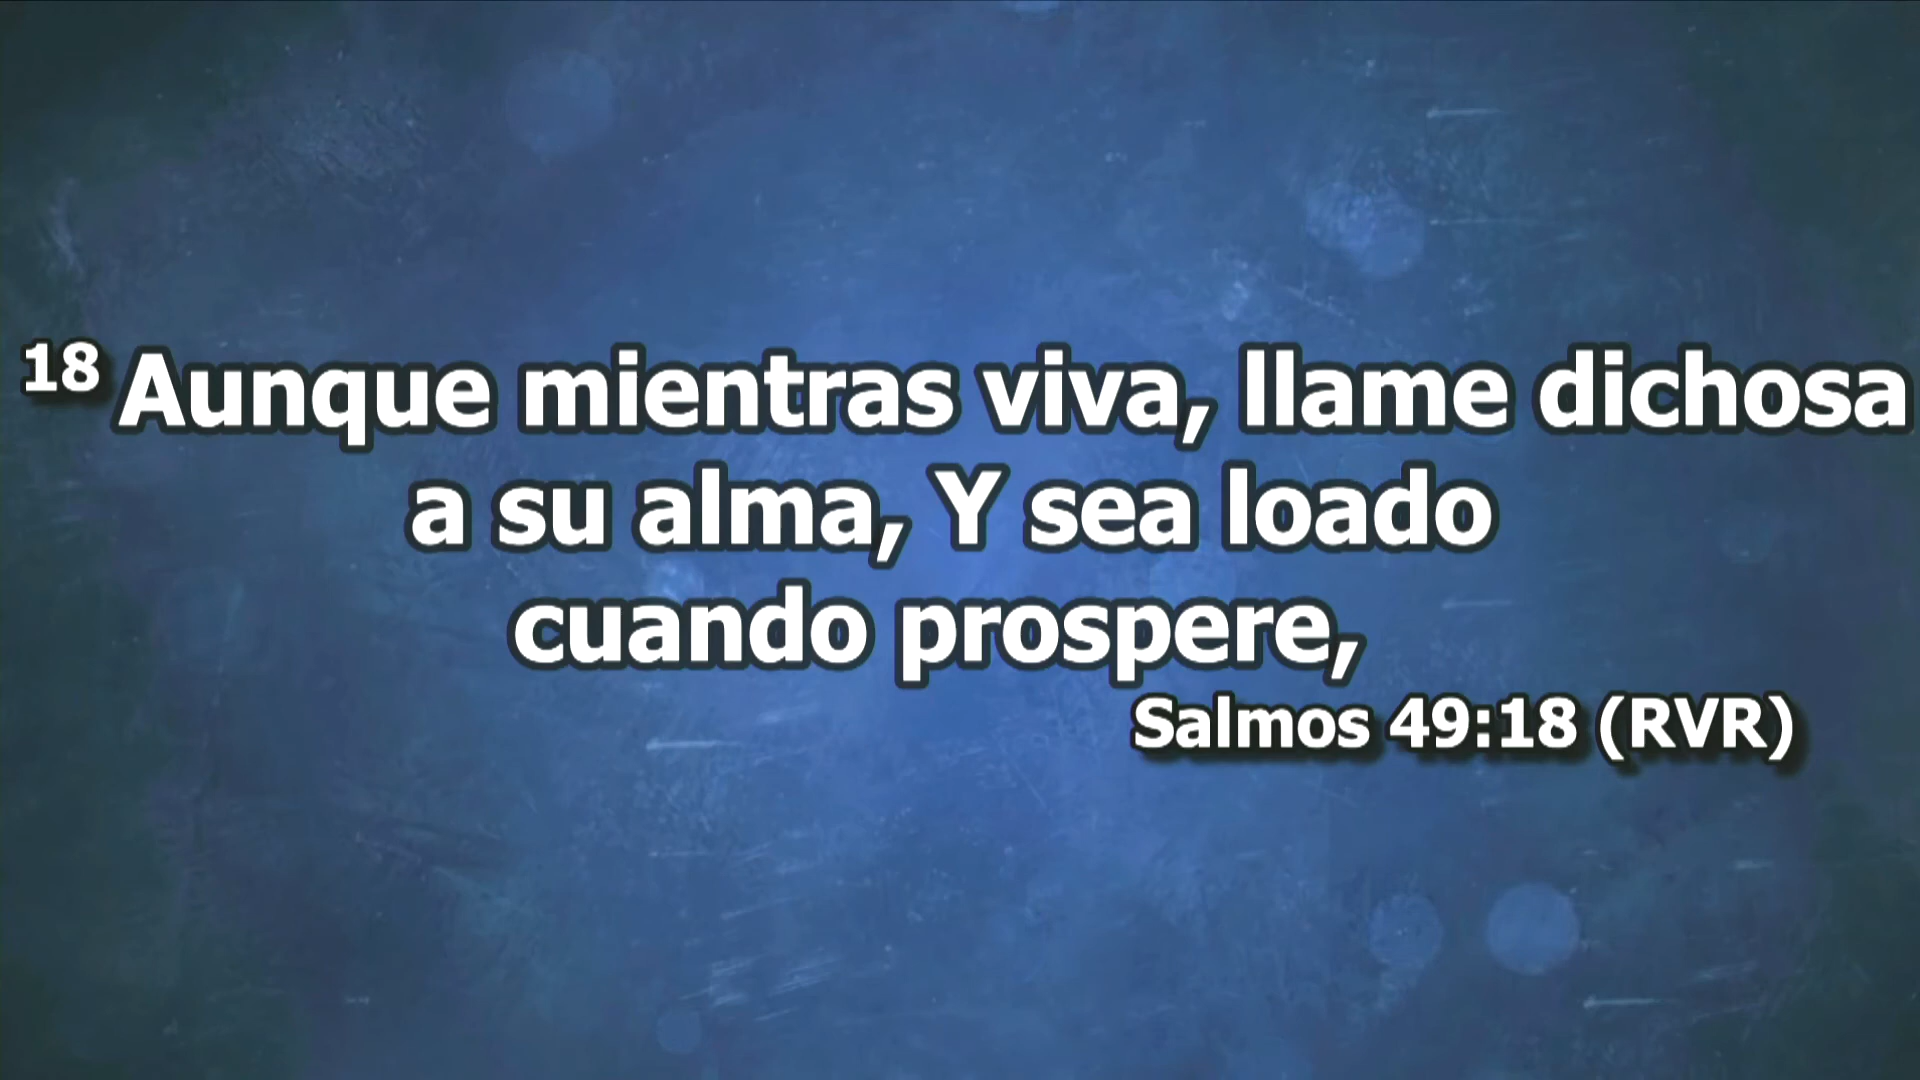 18 Aunque mientras viva, llame dichosa
a su alma, Y sea loado
cuando prospere,
Salmos 49:18 (RVR)